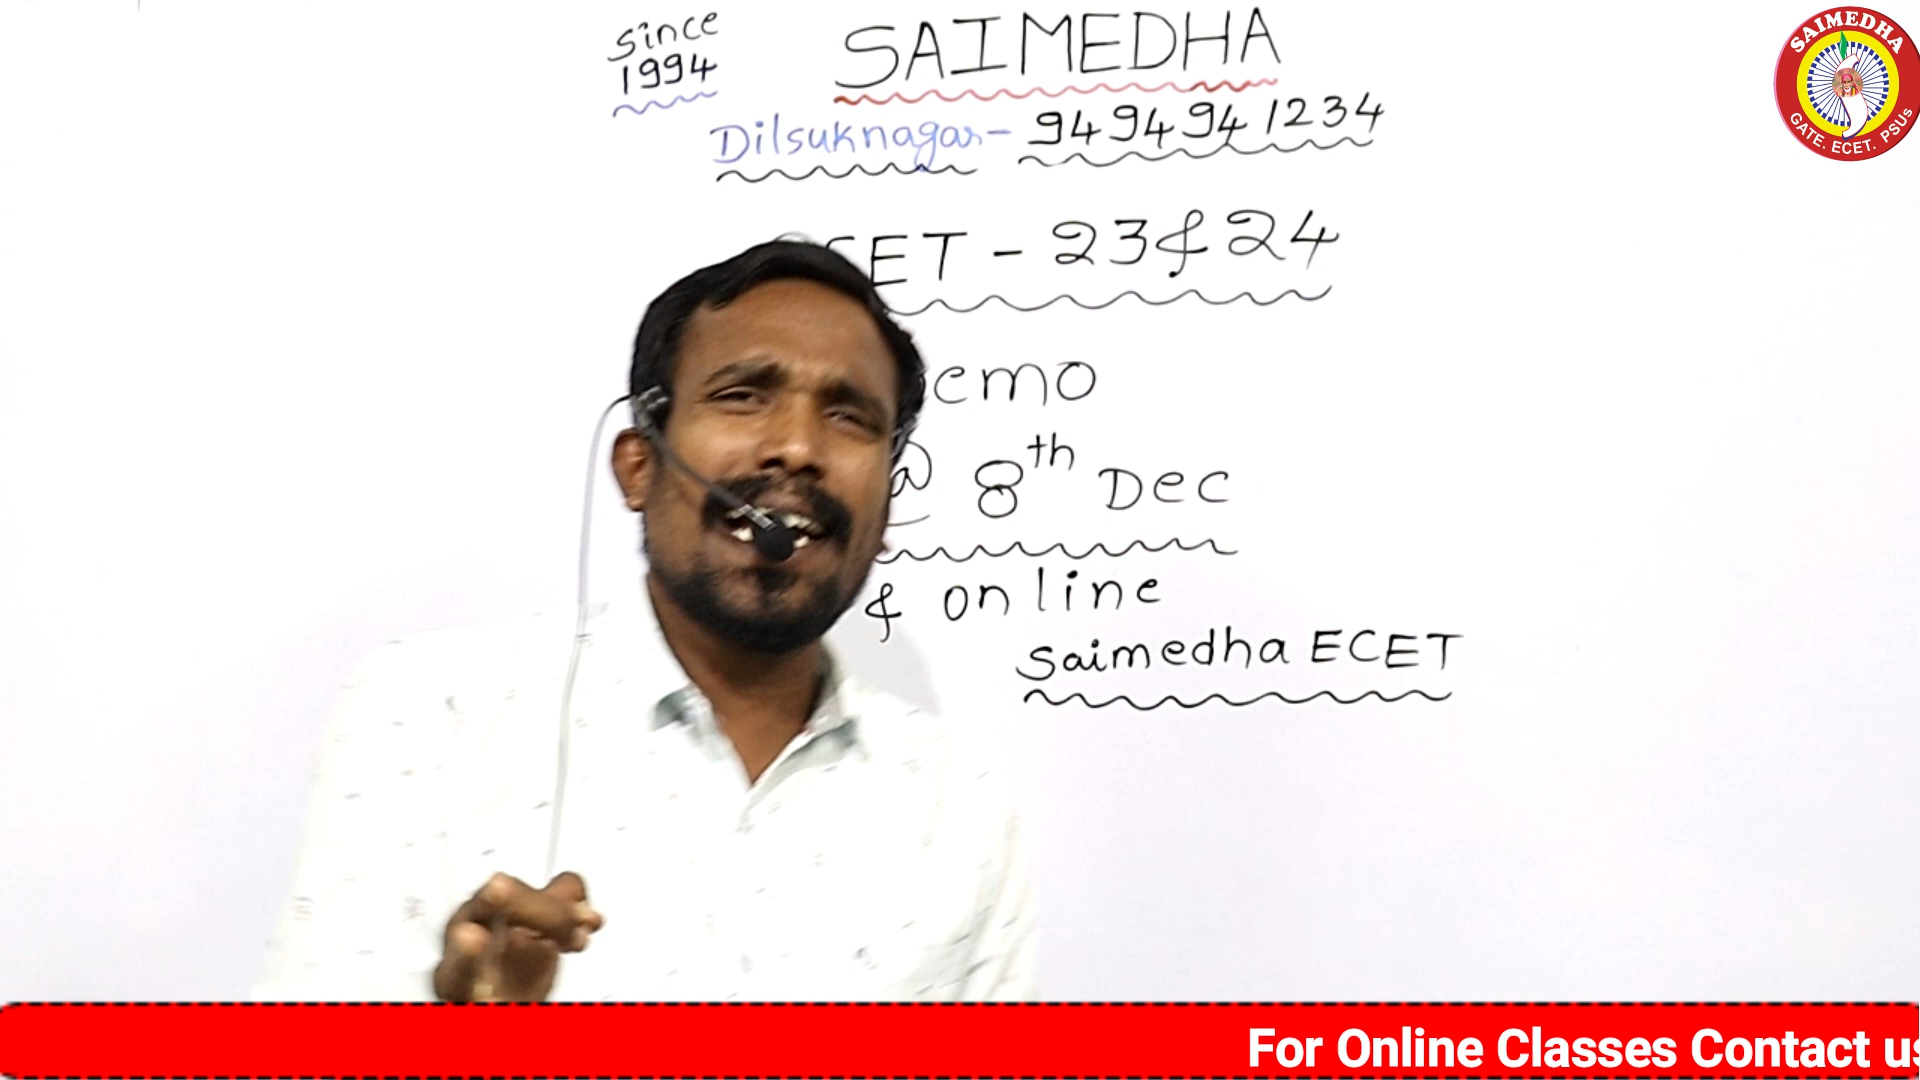 since
1994
SAIMEDHA
Dilsuknagar - 9494941234
ET - 23 & 24
emo
@ 8th Dec
& online
Saimedha ECET
SAIMEDHA
GATE. ECET. PSUs
For Online Classes Contact us